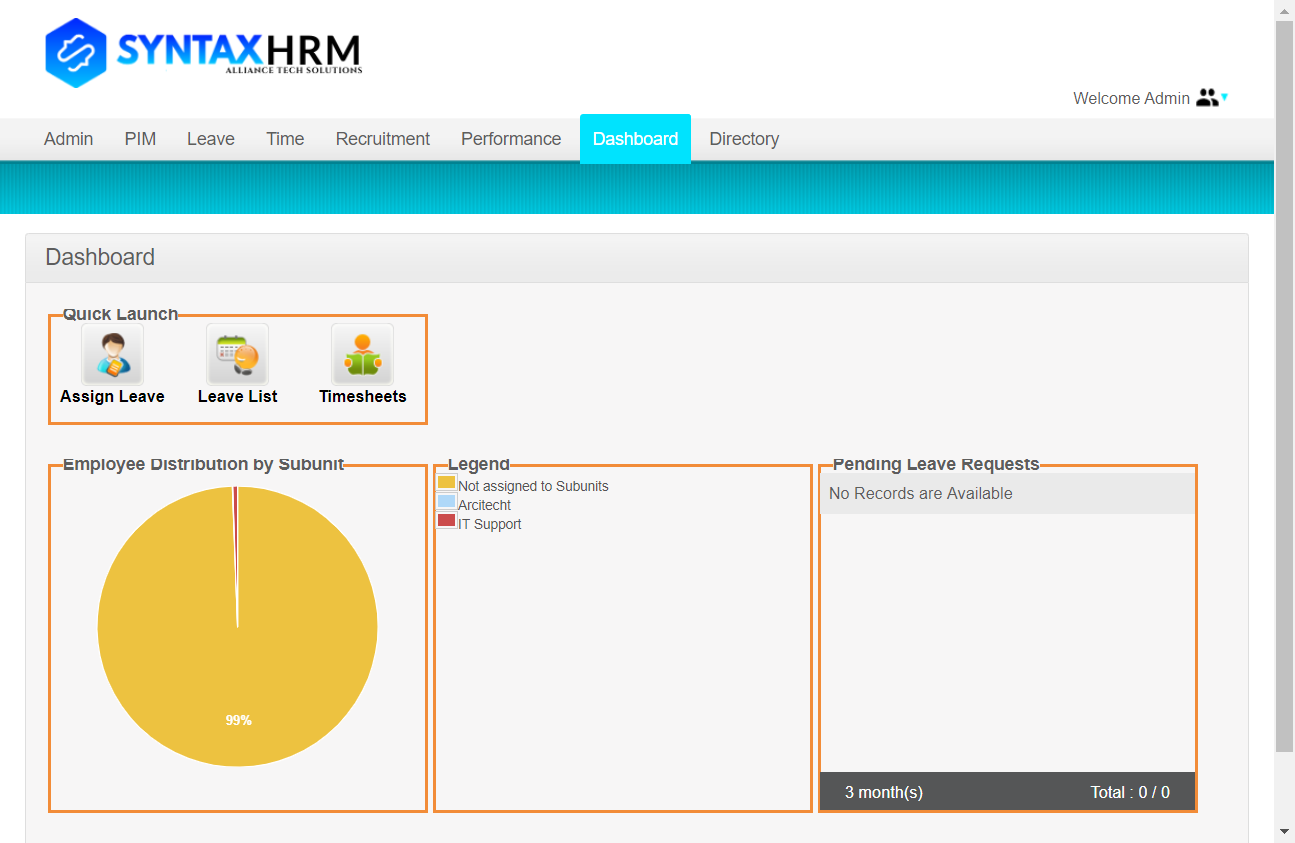 SYNTAXHRM
ALLIANCE TECH SOLUTIONS
Welcome Admin
Admin PIM Leave Time Recruitment Performance Dashboard Directory
Dashboard
Quick Launch
Assign Leave Leave List Timesheets
Employee Distribution by Subunit
99%
Legend
Not assigned to Subunits
Arcitecht
IT Support
Pending Leave Requests
No Records are Available
3 month(s) Total : 0 / 0